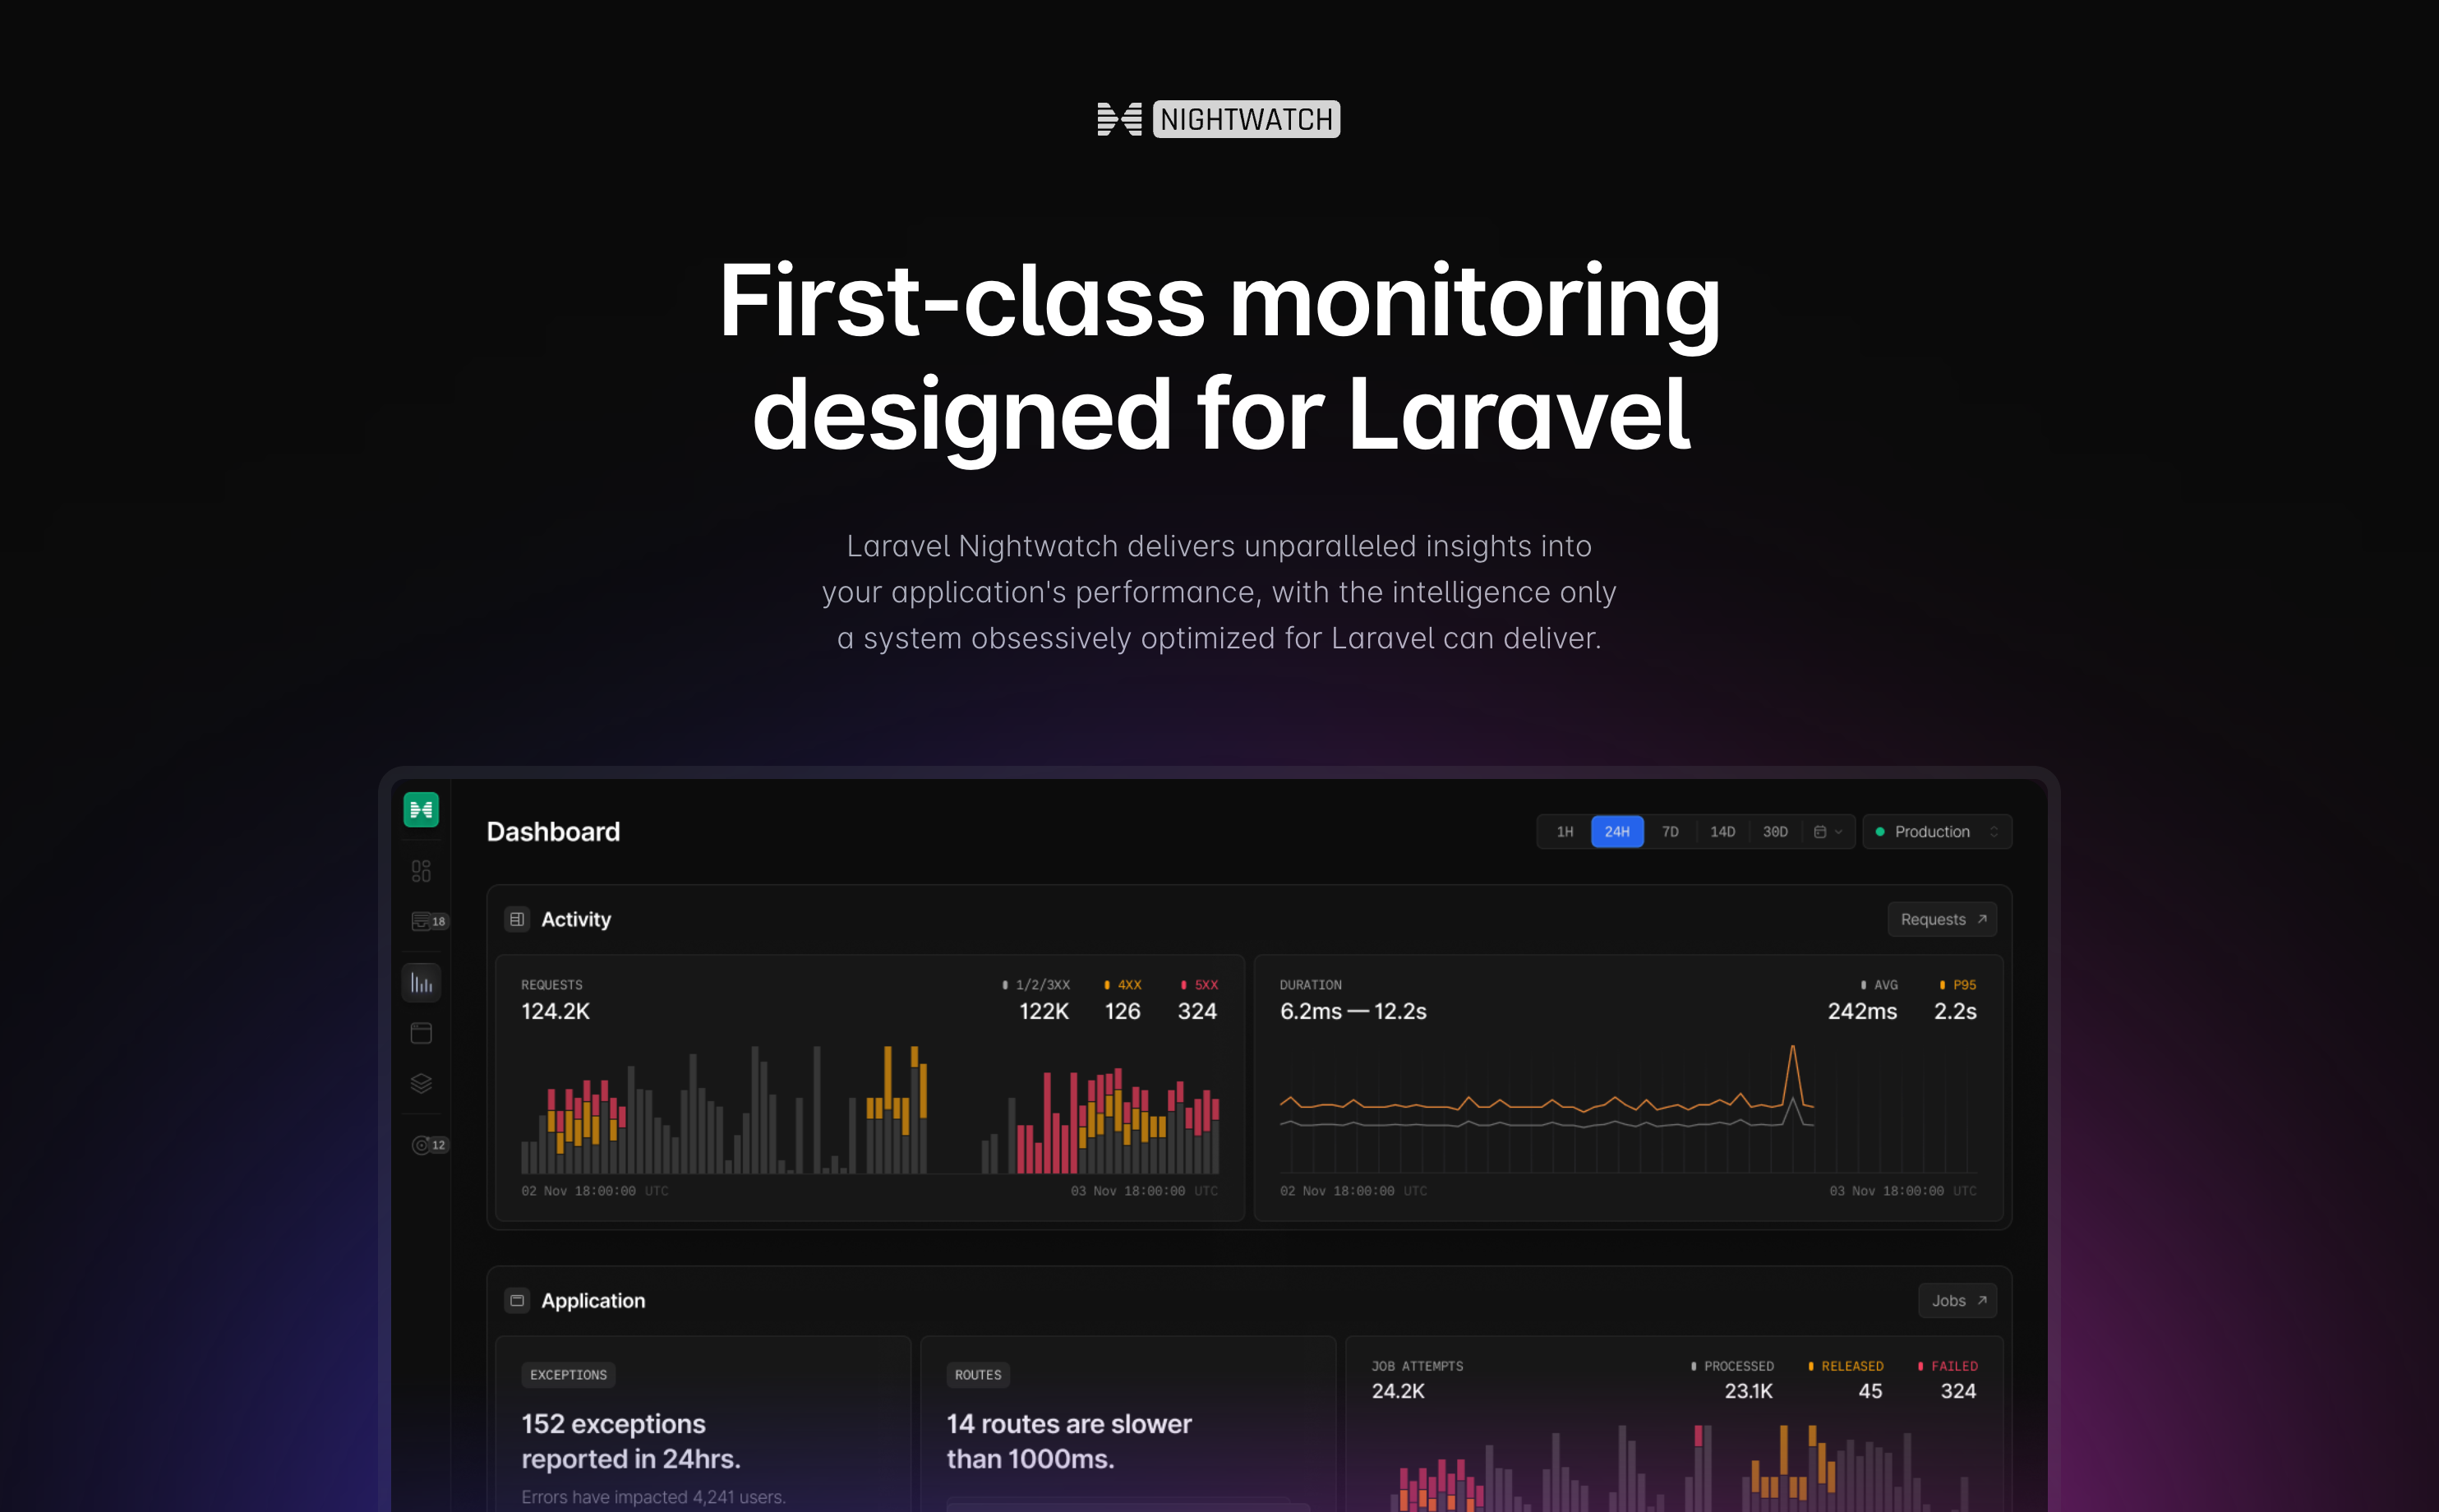 NIGHTWATCH
First-class monitoring
designed for Laravel
Laravel Nightwatch delivers unparalleled insights into
your application's performance, with the intelligence only
a system obsessively optimized for Laravel can deliver.
Dashboard
1H 24H 7D 14D 30D
Production
18
12
Activity
Requests
REQUESTS
124.2K
1/2/3XX 4XX 5XX
122K 126 324
02 Nov 18:00:00 UTC
03 Nov 18:00:00 UTC
DURATION
6.2ms — 12.2s
AVG P95
242ms 2.2s
02 Nov 18:00:00 UTC
03 Nov 18:00:00 UTC
Application
Jobs
EXCEPTIONS
152 exceptions
reported in 24hrs.
Errors have impacted 4,241 users.
ROUTES
14 routes are slower
than 1000ms.
JOB ATTEMPTS
24.2K
PROCESSED RELEASED FAILED
23.1K 45 324